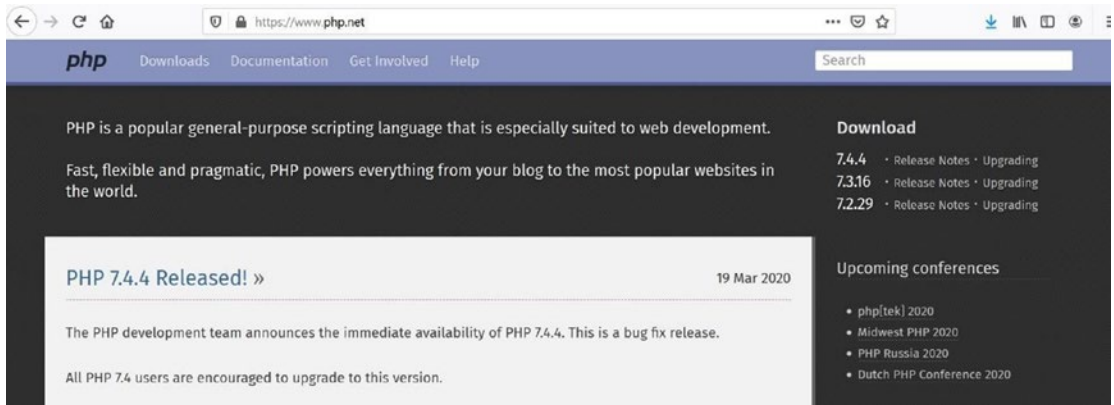 https://www.php.net
php Downloads Documentation Get Involved Help
Search
PHP is a popular general-purpose scripting language that is especially suited to web development.
Fast, flexible and pragmatic, PHP powers everything from your blog to the most popular websites in
the world.
PHP 7.4.4 Released! »
19 Mar 2020
The PHP development team announces the immediate availability of PHP 7.4.4. This is a bug fix release.
All PHP 7.4 users are encouraged to upgrade to this version.
Download
7.4.4 · Release Notes · Upgrading
7.3.16 · Release Notes · Upgrading
7.2.29 · Release Notes · Upgrading
Upcoming conferences
• php[tek] 2020
• Midwest PHP 2020
• PHP Russia 2020
• Dutch PHP Conference 2020